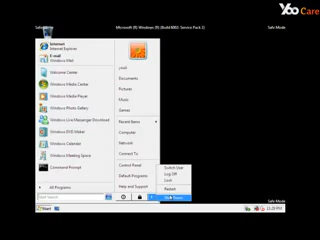 Yoo Care
Safe Mode
Microsoft (R) Windows (R) (Build 6002: Service Pack 2)
Safe Mode
Internet
Internet Explorer
E-mail
Windows Mail
Welcome Center
Windows Media Center
Windows Media Player
Windows Photo Gallery
Windows Live Messenger Download
Windows DVD Maker
Windows Calendar
Windows Meeting Space
Command Prompt
All Programs
Start Search
Documents
Pictures
Music
Games
Recent Items
Computer
Network
Connect To
Control Panel
Default Programs
Help and Support
Switch User
Log Off
Lock
Restart
Shut Down
Safe Mode
Start